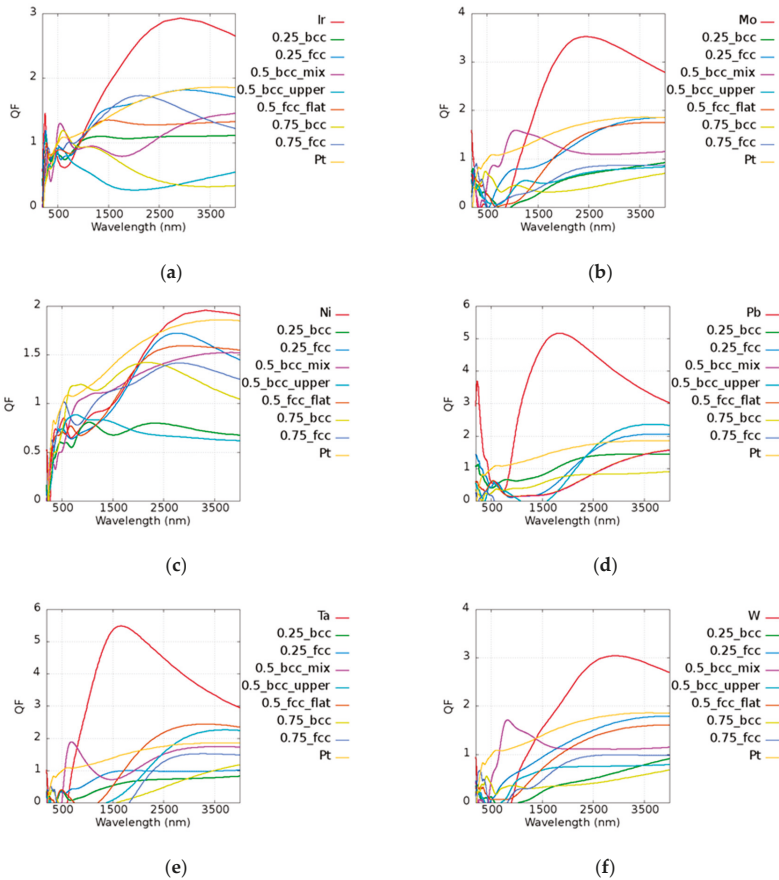 Ir
0.25_bcc
0.25_fcc
0.5_bcc_mix
0.5_bcc_upper
0.5_fcc_flat
0.75_bcc
0.75_fcc
Pt
3
2
1
0
QF
500 1500 2500 3500
Wavelength (nm)
(a)
Mo
0.25_bcc
0.25_fcc
0.5_bcc_mix
0.5_bcc_upper
0.5_fcc_flat
0.75_bcc
0.75_fcc
Pt
4
3
2
1
0
QF
500 1500 2500 3500
Wavelength (nm)
(b)
Ni
0.25_bcc
0.25_fcc
0.5_bcc_mix
0.5_bcc_upper
0.5_fcc_flat
0.75_bcc
0.75_fcc
Pt
2
1.5
1
0.5
0
QF
500 1500 2500 3500
Wavelength (nm)
(c)
Pb
0.25_bcc
0.25_fcc
0.5_bcc_mix
0.5_bcc_upper
0.5_fcc_flat
0.75_bcc
0.75_fcc
Pt
6
5
4
3
2
1
0
QF
500 1500 2500 3500
Wavelength (nm)
(d)
Ta
0.25_bcc
0.25_fcc
0.5_bcc_mix
0.5_bcc_upper
0.5_fcc_flat
0.75_bcc
0.75_fcc
Pt
6
5
4
3
2
1
0
QF
500 1500 2500 3500
Wavelength (nm)
(e)
W
0.25_bcc
0.25_fcc
0.5_bcc_mix
0.5_bcc_upper
0.5_fcc_flat
0.75_bcc
0.75_fcc
Pt
4
3
2
1
0
QF
500 1500 2500 3500
Wavelength (nm)
(f)